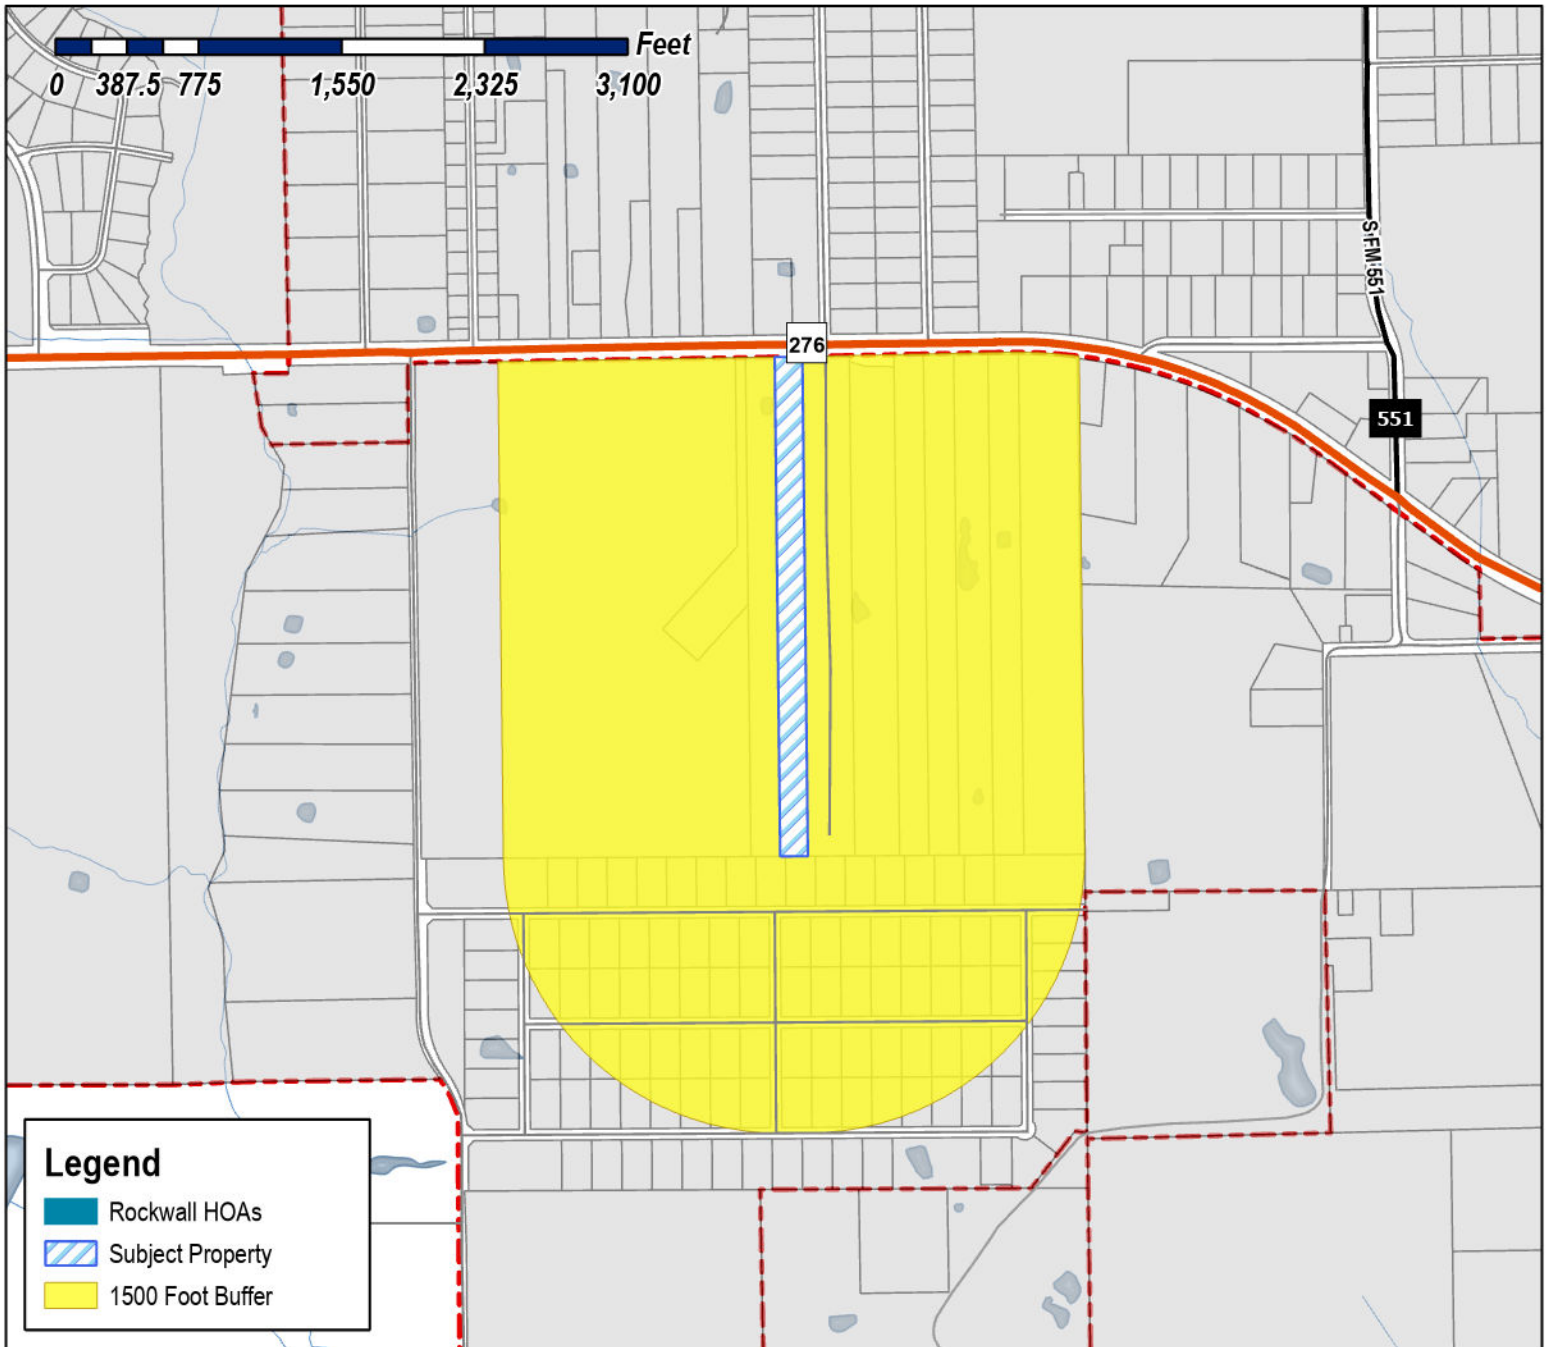 Feet
0 387.5 775 1,550 2,325 3,100
S FM 551
276
551
Legend
Rockwall HOAs
Subject Property
1500 Foot Buffer